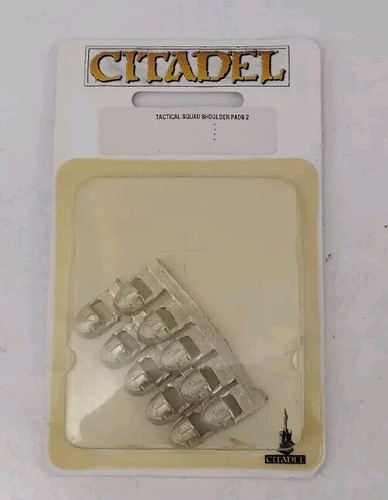 CITADEL
TACTICAL SQUAD SHOULDER PADS 2
CITADEL